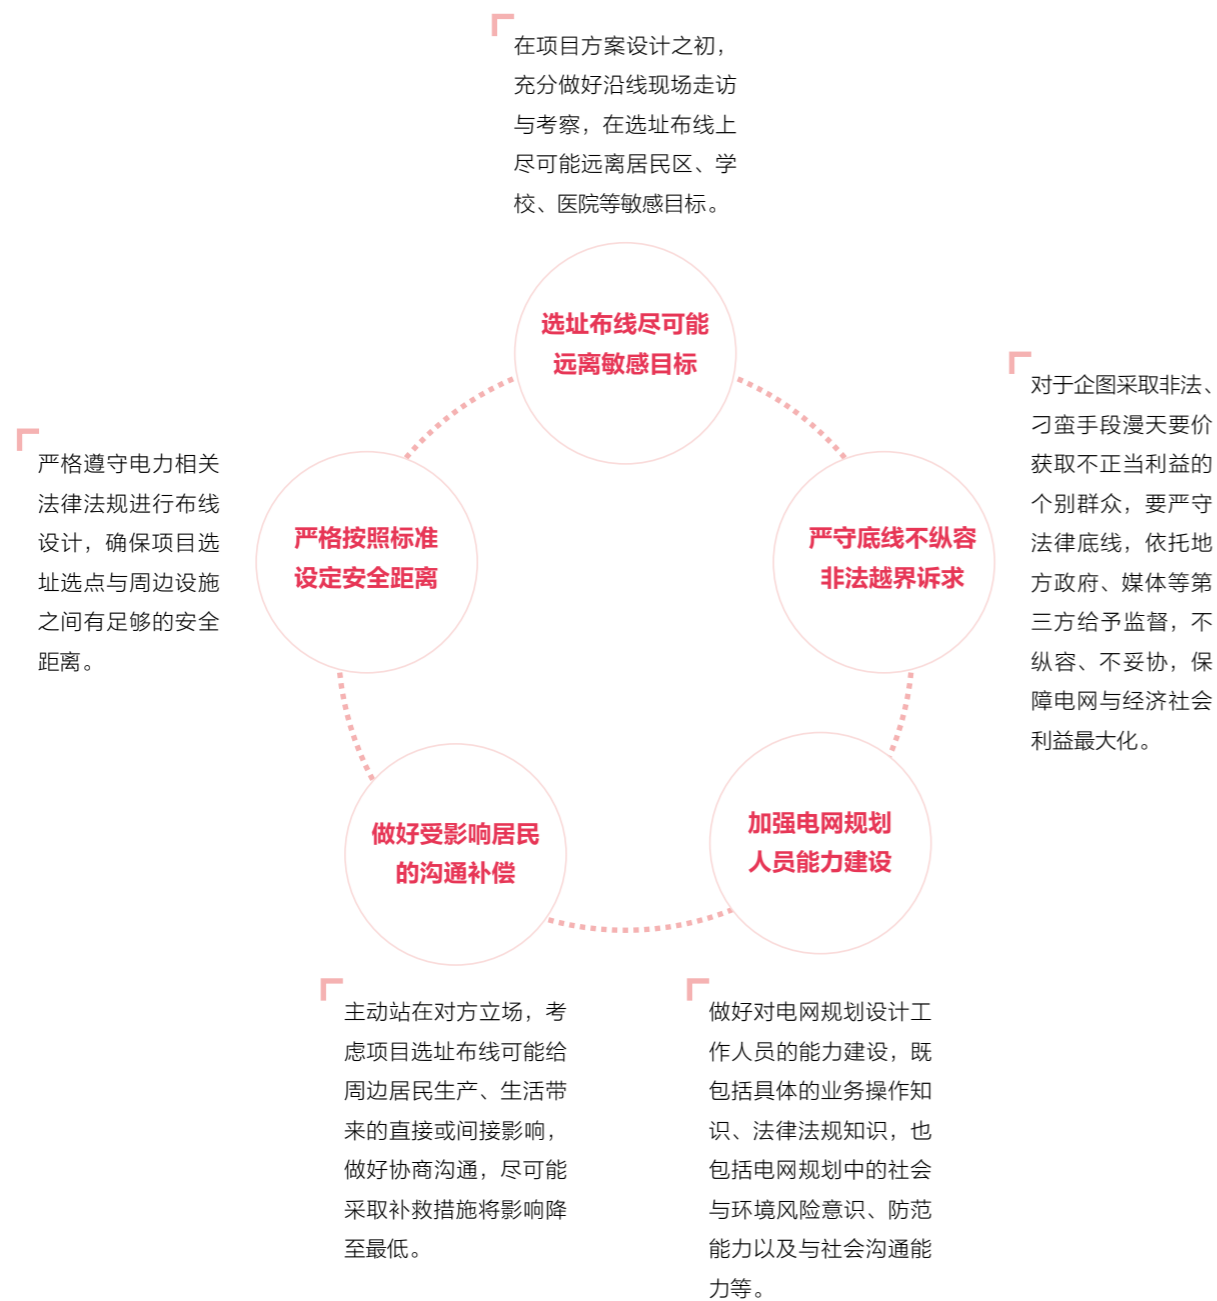 在项目方案设计之初，
充分做好沿线现场走访
与考察，在选址布线上
尽可能远离居民区、学
校、医院等敏感目标。
选址布线尽可能
远离敏感目标
对于企图采取非法、
刁蛮手段漫天要价
获取不正当利益的
个别群众，要严守
法律底线，依托地
方政府、媒体等第
三方给予监督，不
纵容、不妥协，保
障电网与经济社会
利益最大化。
严守底线不纵容
非法越界诉求
严格遵守电力相关
法律法规进行布线
设计，确保项目选
址选点与周边设施
之间有足够的安全
距离。
严格按照标准
设定安全距离
做好受影响居民
的沟通补偿
主动站在对方立场，考
虑项目选址布线可能给
周边居民生产、生活带
来的直接或间接影响，
做好协商沟通，尽可能
采取补救措施将影响降
至最低。
加强电网规划
人员能力建设
做好对电网规划设计工
作人员的能力建设，既
包括具体的业务操作知
识、法律法规知识，也
包括电网规划中的社会
与环境风险意识、防范
能力以及与社会沟通能
力等。